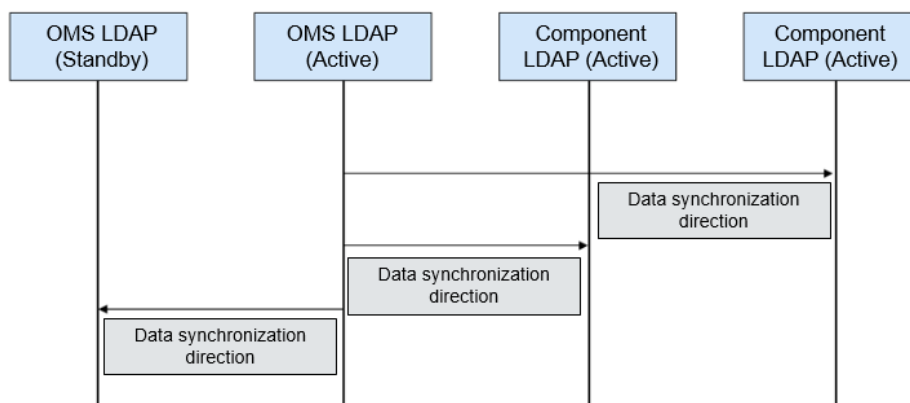 OMS LDAP
(Standby)
OMS LDAP
(Active)
Component
LDAP (Active)
Component
LDAP (Active)
Data synchronization
direction
Data synchronization
direction
Data synchronization
direction